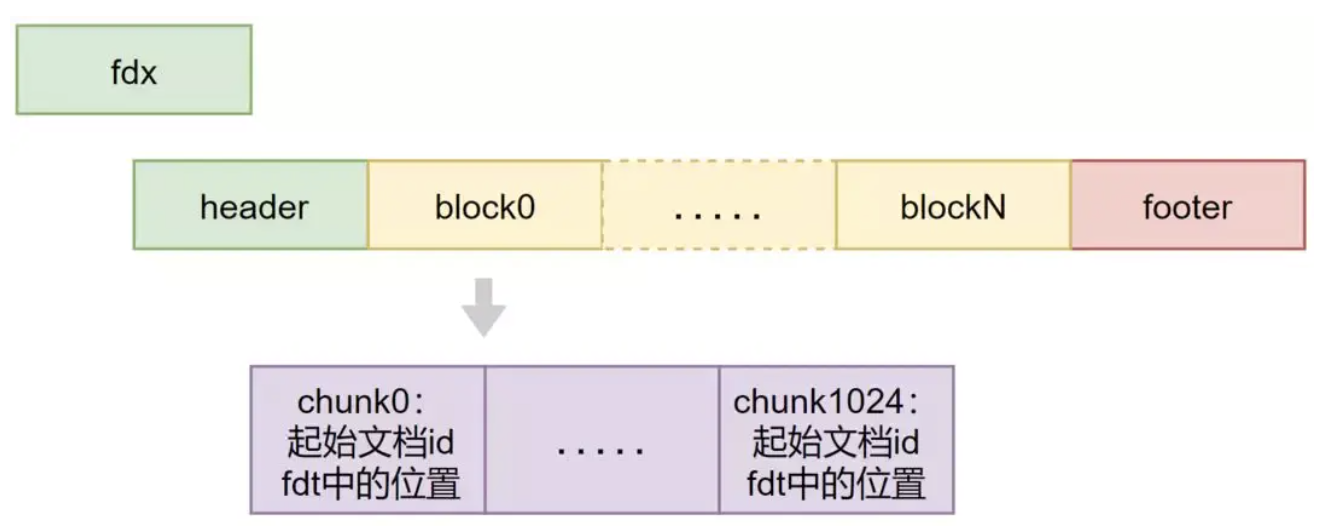 fdx
header block0 ..... blockN footer
chunk0： ..... chunk1024：
起始文档id 起始文档id
fdt中的位置 fdt中的位置